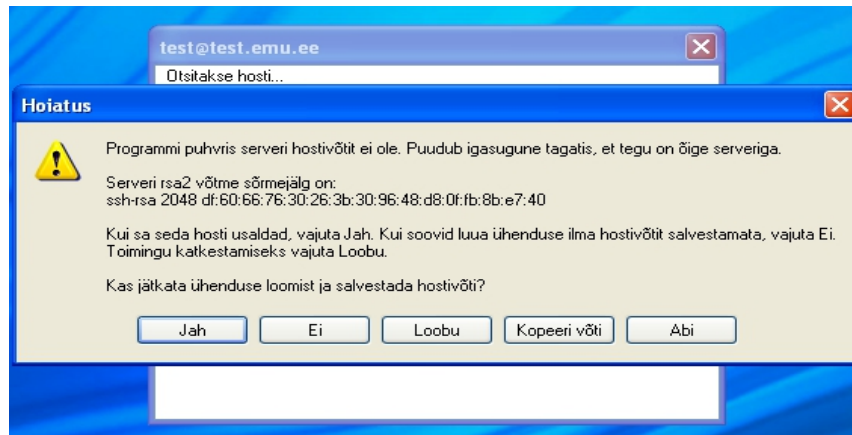 test@test.emu.ee
Otsitakse hosti...
Hoiatus
Programmi puhvris serveri hostivõtit ei ole. Puudub igasugune tagatis, et tegu on õige serveriga.
Serveri rsa2 võtme sõrmejälg on:
ssh-rsa 2048 df:60:66:76:30:26:3b:30:96:48:d8:0f:fb:8b:e7:40
Kui sa seda hosti usaldad, vajuta Jah. Kui soovid luua ühenduse ilma hostivõtit salvestamata, vajuta Ei.
Toimingu katkestamiseks vajuta Loobu.
Kas jätkata ühenduse loomist ja salvestada hostivõti?
Jah Ei Loobu Kopeeri võti Abi